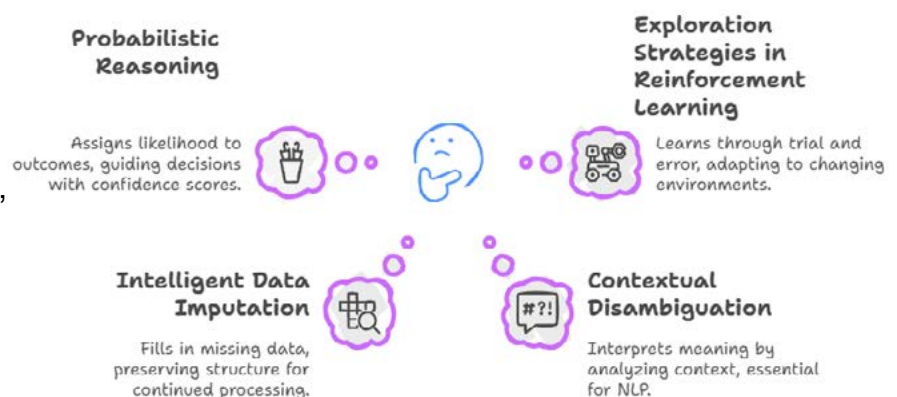 Probabilistic
Reasoning
Assigns likelihood to
outcomes, guiding decisions
with confidence scores.
,
Exploration
Strategies in
Reinforcement
Learning
Learns through trial and
error, adapting to changing
environments.
Intelligent Data
Imputation
Fills in missing data,
preserving structure for
continued processing.
#?!
Contextual
Disambiguation
Interprets meaning by
analyzing context, essential
for NLP.